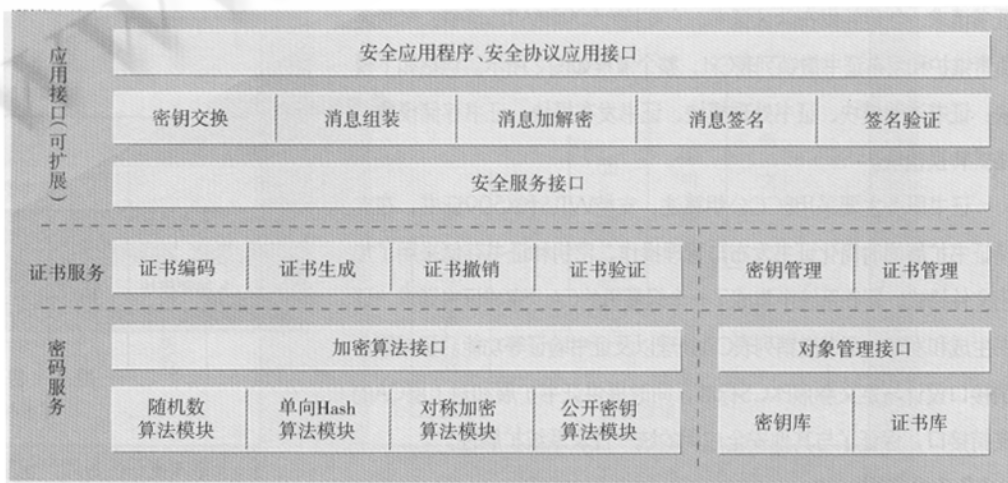 应用接口(可扩展)
安全应用程序、安全协议应用接口
密钥交换 消息组装 消息加解密 消息签名 签名验证
安全服务接口
证书服务
证书编码 证书生成 证书撤销 证书验证 密钥管理 证书管理
密码服务
加密算法接口 对象管理接口
随机数 单向Hash 对称加密 公开密钥
算法模块 算法模块 算法模块 算法模块
密钥库 证书库